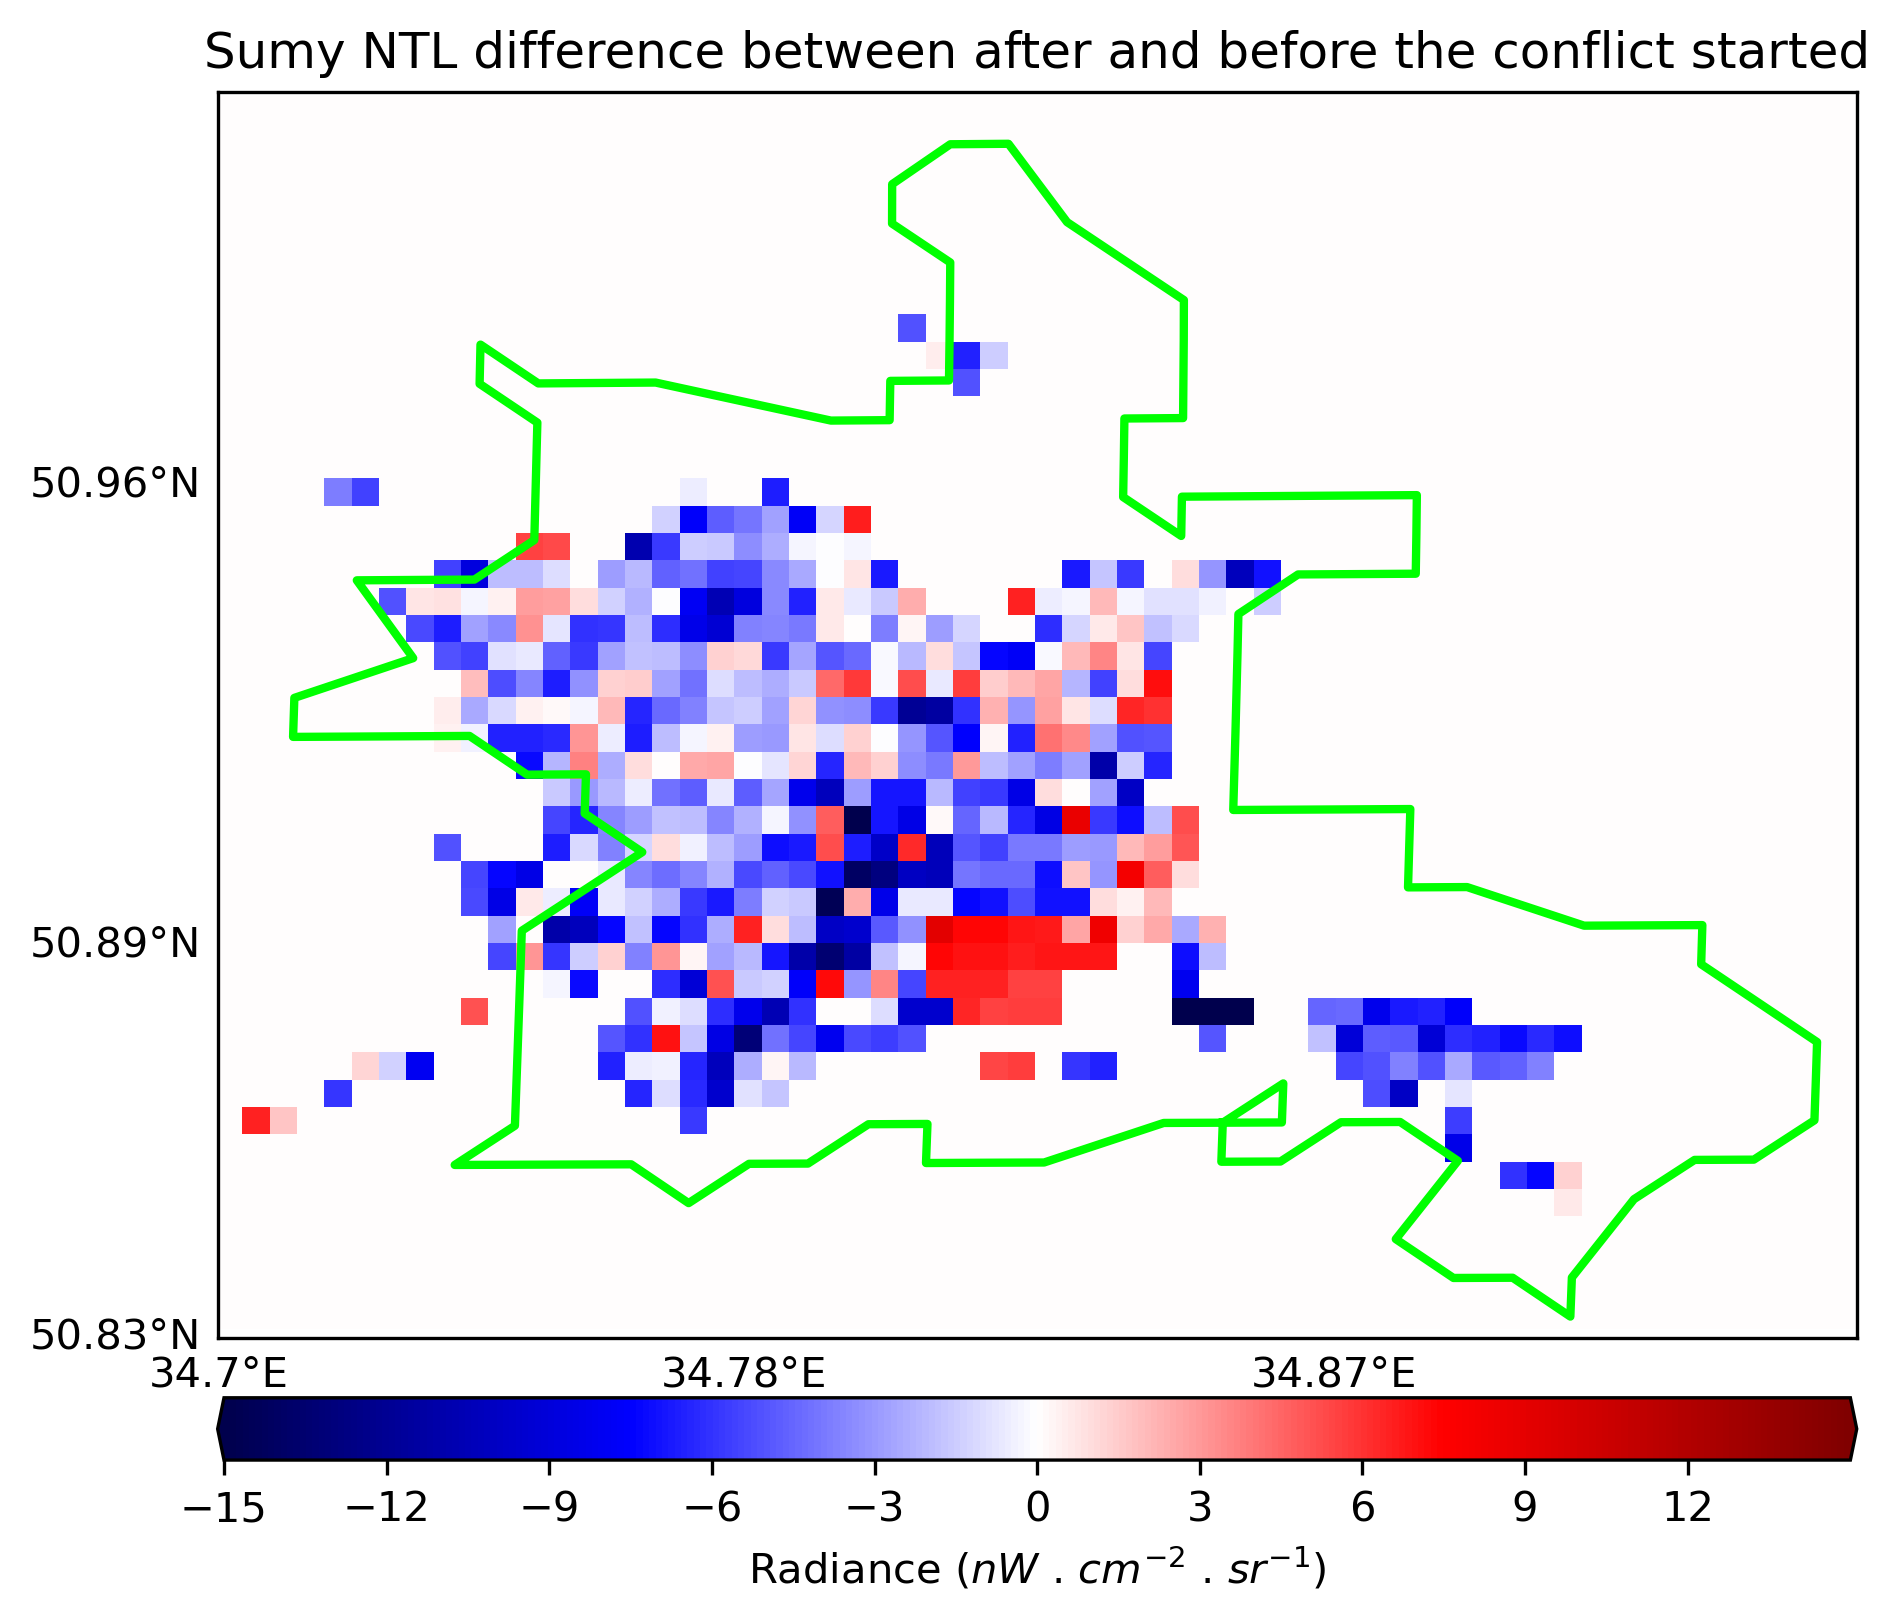 Sumy NTL difference between after and before the conflict started
50.96°N
50.89°N
50.83°N
34.7°E 34.78°E 34.87°E
−15 −12 −9 −6 −3 0 3 6 9 12
Radiance (nW . cm⁻² . sr⁻¹)